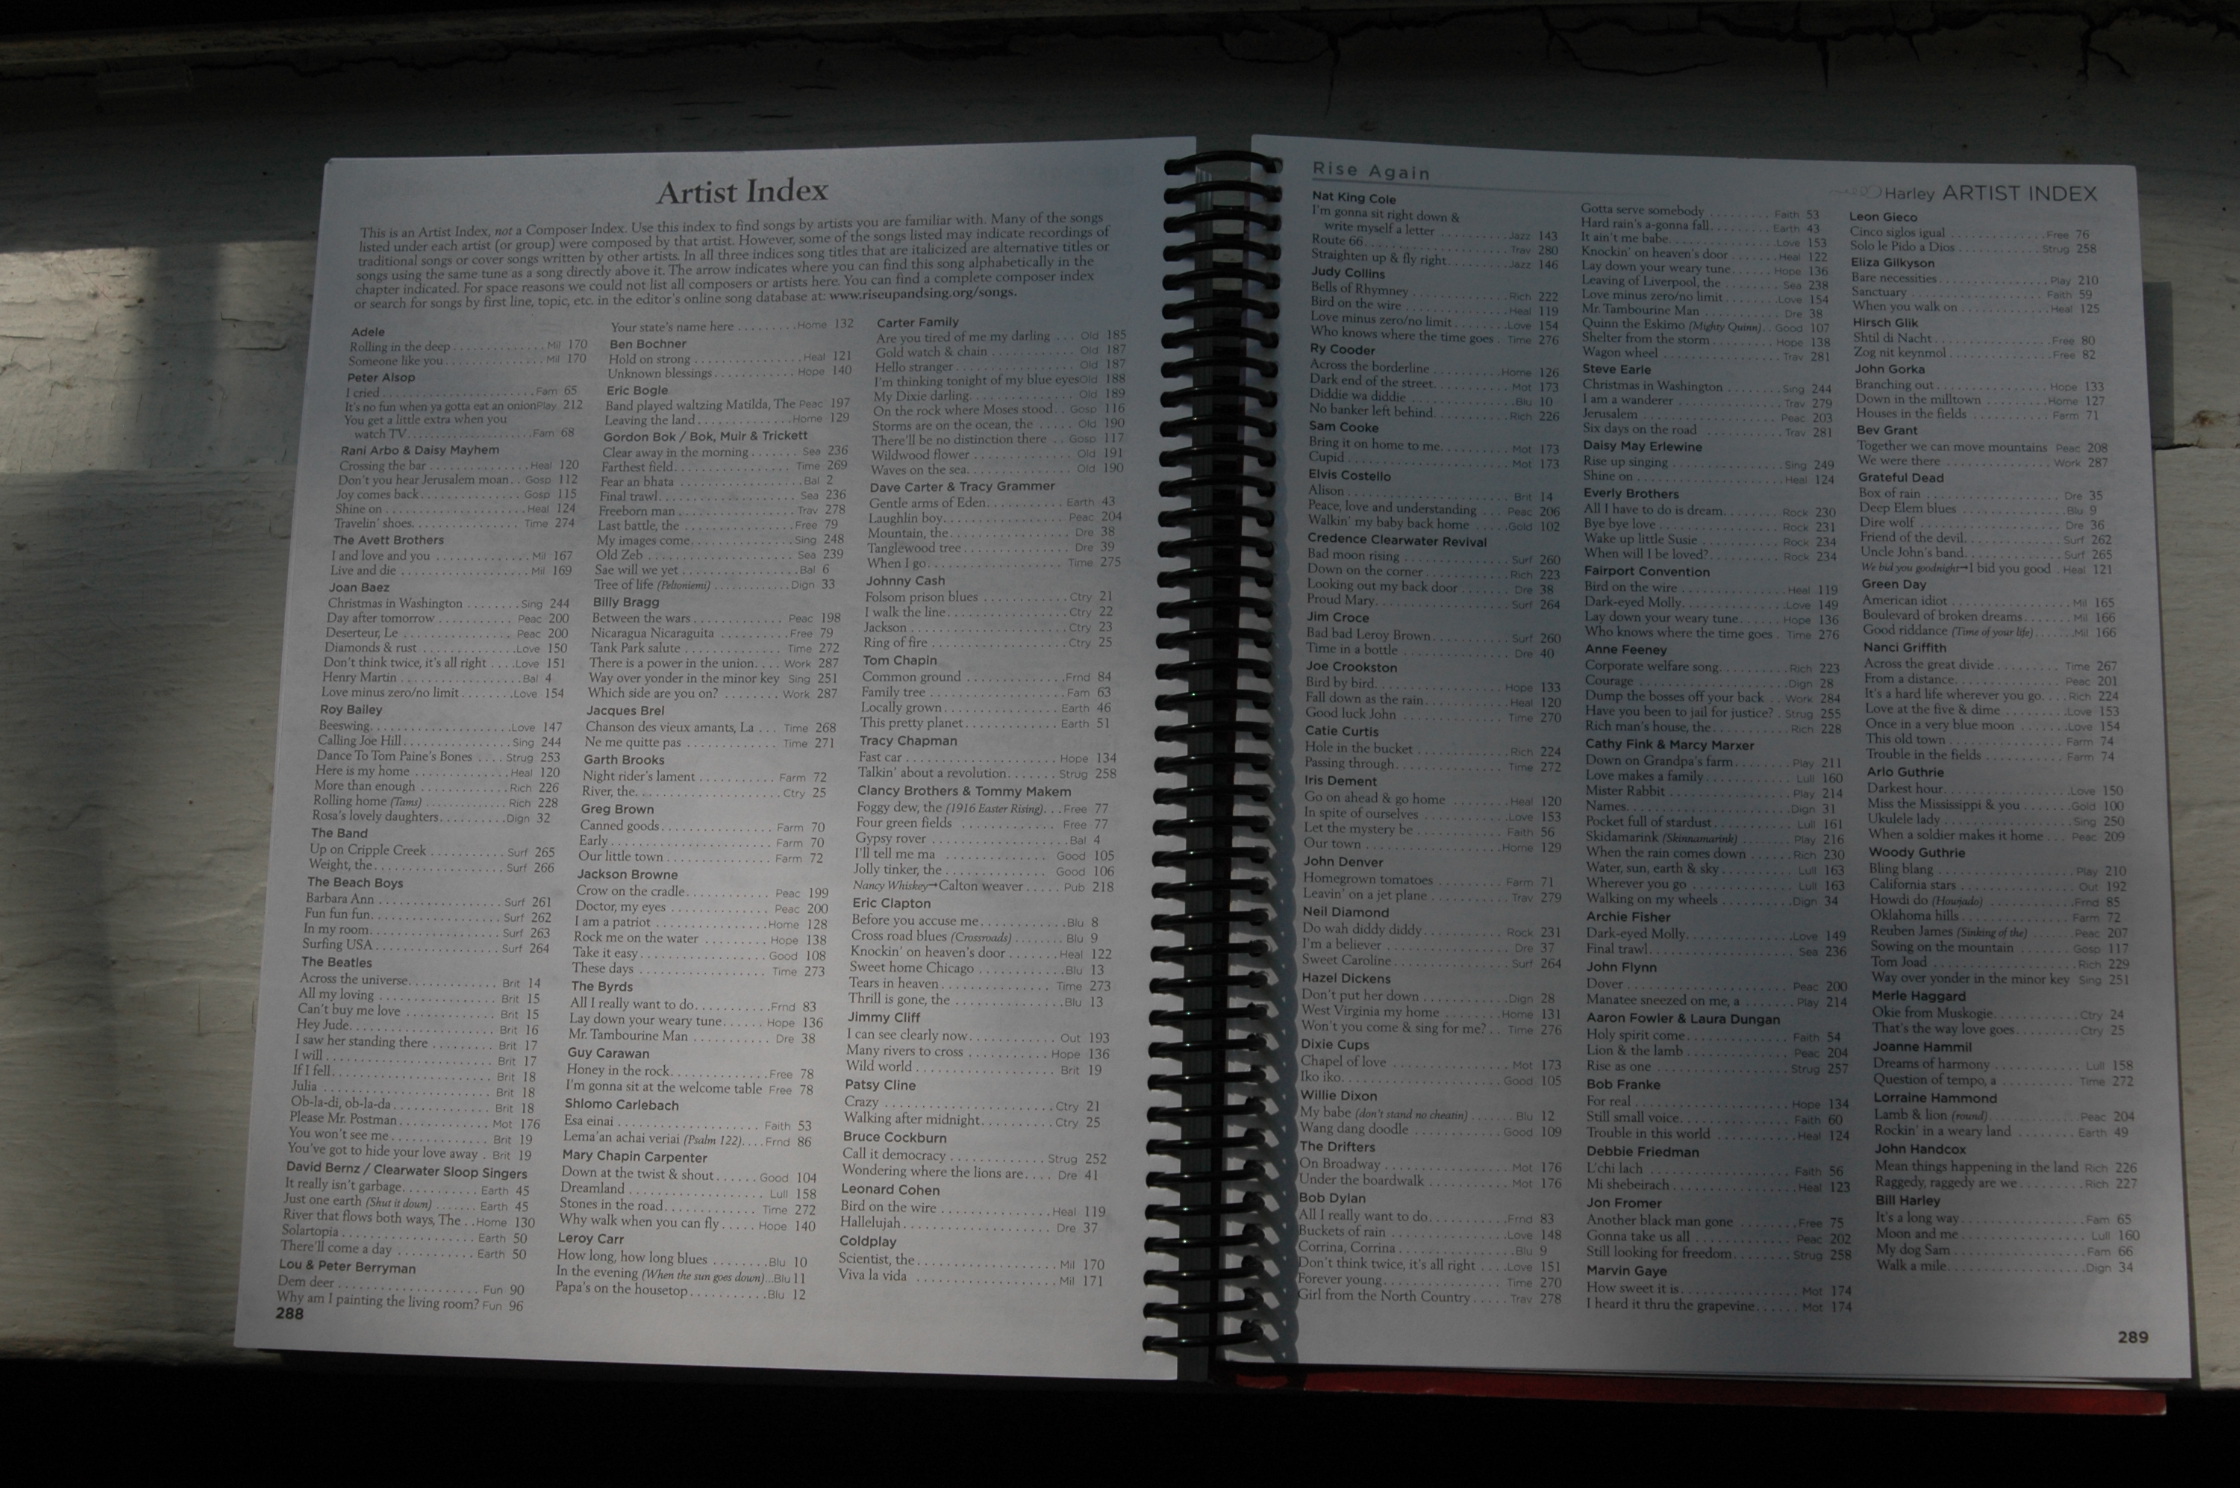 Artist Index
This is an Artist Index, not a Composer Index. Use this index to find songs by artists you are familiar with. Many of the songs
listed under each artist (or group) were composed by that artist. However, some of the songs listed may indicate recordings of
traditional songs or cover songs written by other artists. In all three indices song titles that are italicized are alternative titles or
songs using the same tune as a song directly above it. The arrow indicates where you can find this song alphabetically in the
chapter indicated. For space reasons we could not list all composers or artists here. You can find a complete composer index
or search for songs by first line, topic, etc. in the editor's online song database at: www.riseupandsing.org/songs.
Adele
Rolling in the deep Mil 170
Someone like you Mil 170
Peter Alsop
I cried Fam 65
It's no fun when ya gotta eat an onion Play 212
You get a little extra when you
watch TV Fam 68
Rani Arbo & Daisy Mayhem
Crossing the bar Heal 120
Don't you hear Jerusalem moan Gosp 112
Joy comes back Gosp 115
Shine on Heal 124
Travelin' shoes Time 274
The Avett Brothers
I and love and you Mil 167
Live and die Mil 169
Joan Baez
Christmas in Washington Sing 244
Day after tomorrow Peac 200
Deserteur, Le Peac 200
Diamonds & rust Love 150
Don't think twice, it's all right Love 151
Henry Martin Bal 4
Love minus zero/no limit Love 154
Roy Bailey
Beeswing Love 147
Calling Joe Hill Sing 244
Dance To Tom Paine's Bones Strug 253
Here is my home Heal 120
More than enough Rich 226
Rolling home (Tams) Rich 228
Rosa's lovely daughters Dign 32
The Band
Up on Cripple Creek Surf 265
Weight, the Surf 266
The Beach Boys
Barbara Ann Surf 261
Fun fun fun Surf 262
In my room Surf 263
Surfing USA Surf 264
The Beatles
Across the universe Brit 14
All my loving Brit 15
Can't buy me love Brit 15
Hey Jude Brit 16
I saw her standing there Brit 17
I will Brit 17
If I fell Brit 18
Julia Brit 18
Ob-la-di, ob-la-da Brit 18
Please Mr. Postman Mot 176
You won't see me Brit 19
You've got to hide your love away Brit 19
David Bernz / Clearwater Sloop Singers
It really isn't garbage Earth 45
Just one earth (Shut it down) Earth 45
River that flows both ways, The Home 130
Solartopia Earth 50
There'll come a day Earth 50
Lou & Peter Berryman
Dem deer Fun 90
Why am I painting the living room? Fun 96
288
Your state's name here Home 132
Ben Bochner
Hold on strong Heal 121
Unknown blessings Hope 140
Eric Bogle
Band played waltzing Matilda, The Peac 197
Leaving the land Home 129
Gordon Bok / Bok, Muir & Trickett
Clear away in the morning Sea 236
Farthest field Time 269
Fear an bhata Bal 2
Final trawl Sea 236
Freeborn man Trav 278
Last battle, the Free 79
My images come Sing 248
Old Zeb Sea 239
Sae will we yet Bal 6
Tree of life (Peltoniemi) Dign 33
Billy Bragg
Between the wars Peac 198
Nicaragua Nicaraguita Free 79
Tank Park salute Time 272
There is a power in the union Work 287
Way over yonder in the minor key Sing 251
Which side are you on? Work 287
Jacques Brel
Chanson des vieux amants, La Time 268
Ne me quitte pas Time 271
Garth Brooks
Night rider's lament Farm 72
River, the Ctry 25
Greg Brown
Canned goods Farm 70
Early Farm 70
Our little town Farm 72
Jackson Browne
Crow on the cradle Peac 199
Doctor, my eyes Peac 200
I am a patriot Home 128
Rock me on the water Hope 138
Take it easy Good 108
These days Time 273
The Byrds
All I really want to do Frnd 83
Lay down your weary tune Hope 136
Mr. Tambourine Man Dre 38
Guy Carawan
Honey in the rock Free 78
I'm gonna sit at the welcome table Free 78
Shlomo Carlebach
Esa einai Faith 53
Lema'an achai veriai (Psalm 122) Frnd 86
Mary Chapin Carpenter
Down at the twist & shout Good 104
Dreamland Lull 158
Stones in the road Time 272
Why walk when you can fly Hope 140
Leroy Carr
How long, how long blues Blu 10
In the evening (When the sun goes down) Blu 11
Papa's on the housetop Blu 12
Carter Family
Are you tired of me my darling Old 185
Gold watch & chain Old 187
Hello stranger Old 187
I'm thinking tonight of my blue eyes Old 188
My Dixie darling Old 189
On the rock where Moses stood Gosp 116
Storms are on the ocean, the Old 190
There'll be no distinction there Gosp 117
Wildwood flower Old 191
Waves on the sea Old 190
Dave Carter & Tracy Grammer
Gentle arms of Eden Earth 43
Laughlin boy Peac 204
Mountain, the Dre 38
Tanglewood tree Dre 39
When I go Time 275
Johnny Cash
Folsom prison blues Ctry 21
I walk the line Ctry 22
Jackson Ctry 23
Ring of fire Ctry 25
Tom Chapin
Common ground Frnd 84
Family tree Fam 63
Locally grown Earth 46
This pretty planet Earth 51
Tracy Chapman
Fast car Hope 134
Talkin' about a revolution Strug 258
Clancy Brothers & Tommy Makem
Foggy dew, the (1916 Easter Rising) Free 77
Four green fields Free 77
Gypsy rover Bal 4
I'll tell me ma Good 105
Jolly tinker, the Good 106
Nancy Whiskey→Calton weaver Pub 218
Eric Clapton
Before you accuse me Blu 8
Cross road blues (Crossroads) Blu 9
Knockin' on heaven's door Heal 122
Sweet home Chicago Blu 13
Tears in heaven Time 273
Thrill is gone, the Blu 13
Jimmy Cliff
I can see clearly now Out 193
Many rivers to cross Hope 136
Wild world Brit 19
Patsy Cline
Crazy Ctry 21
Walking after midnight Ctry 25
Bruce Cockburn
Call it democracy Strug 252
Wondering where the lions are Dre 41
Leonard Cohen
Bird on the wire Heal 119
Hallelujah Dre 37
Coldplay
Scientist, the Mil 170
Viva la vida Mil 171
Rise Again
Harley ARTIST INDEX
Nat King Cole
I'm gonna sit right down &
write myself a letter Jazz 143
Route 66 Trav 280
Straighten up & fly right Jazz 146
Judy Collins
Bells of Rhymney Rich 222
Bird on the wire Heal 119
Love minus zero/no limit Love 154
Who knows where the time goes Time 276
Ry Cooder
Across the borderline Home 126
Dark end of the street Mot 173
Diddie wa diddie Blu 10
No banker left behind Rich 226
Sam Cooke
Bring it on home to me Mot 173
Cupid Mot 173
Elvis Costello
Alison Brit 14
Peace, love and understanding Peac 206
Walkin' my baby back home Gold 102
Credence Clearwater Revival
Bad moon rising Surf 260
Down on the corner Rich 223
Looking out my back door Dre 38
Proud Mary Surf 264
Jim Croce
Bad bad Leroy Brown Surf 260
Time in a bottle Dre 40
Joe Crookston
Bird by bird Hope 133
Fall down as the rain Heal 120
Good luck John Time 270
Catie Curtis
Hole in the bucket Rich 224
Passing through Time 272
Iris Dement
Go on ahead & go home Heal 120
In spite of ourselves Love 153
Let the mystery be Faith 56
Our town Home 129
John Denver
Homegrown tomatoes Farm 71
Leavin' on a jet plane Trav 279
Neil Diamond
Do wah diddy diddy Rock 231
I'm a believer Dre 37
Sweet Caroline Surf 264
Hazel Dickens
Don't put her down Dign 28
West Virginia my home Home 131
Won't you come & sing for me? Time 276
Dixie Cups
Chapel of love Mot 173
Iko iko Good 105
Willie Dixon
My babe (don't stand no cheatin) Blu 12
Wang dang doodle Good 109
The Drifters
On Broadway Mot 176
Under the boardwalk Mot 176
Bob Dylan
All I really want to do Frnd 83
Buckets of rain Love 148
Corrina, Corrina Blu 9
Don't think twice, it's all right Love 151
Forever young Time 270
Girl from the North Country Trav 278
Gotta serve somebody Faith 53
Hard rain's a-gonna fall Earth 43
It ain't me babe Love 153
Knockin' on heaven's door Heal 122
Lay down your weary tune Hope 136
Leaving of Liverpool, the Sea 238
Love minus zero/no limit Love 154
Mr. Tambourine Man Dre 38
Quinn the Eskimo (Mighty Quinn) Good 107
Shelter from the storm Hope 138
Wagon wheel Trav 281
Steve Earle
Christmas in Washington Sing 244
I am a wanderer Trav 279
Jerusalem Peac 203
Six days on the road Trav 281
Daisy May Erlewine
Rise up singing Sing 249
Shine on Heal 124
Everly Brothers
All I have to do is dream Rock 230
Bye bye love Rock 231
Wake up little Susie Rock 234
When will I be loved? Rock 234
Fairport Convention
Bird on the wire Heal 119
Dark-eyed Molly Love 149
Lay down your weary tune Hope 136
Who knows where the time goes Time 276
Anne Feeney
Corporate welfare song Rich 223
Courage Dign 28
Dump the bosses off your back Work 284
Have you been to jail for justice? Strug 255
Rich man's house, the Rich 228
Cathy Fink & Marcy Marxer
Down on Grandpa's farm Play 211
Love makes a family Lull 160
Mister Rabbit Play 214
Names Dign 31
Pocket full of stardust Lull 161
Skidamarink (Skinnamarink) Play 216
When the rain comes down Rich 230
Water, sun, earth & sky Lull 163
Wherever you go Lull 163
Walking on my wheels Dign 34
Archie Fisher
Dark-eyed Molly Love 149
Final trawl Sea 236
John Flynn
Dover Peac 200
Manatee sneezed on me, a Play 214
Aaron Fowler & Laura Dungan
Holy spirit come Faith 54
Lion & the lamb Peac 204
Rise as one Strug 257
Bob Franke
For real Hope 134
Still small voice Faith 60
Trouble in this world Heal 124
Debbie Friedman
L'chi lach Faith 56
Mi shebeirach Heal 123
Jon Fromer
Another black man gone Free 75
Gonna take us all Peac 202
Still looking for freedom Strug 258
Marvin Gaye
How sweet it is Mot 174
I heard it thru the grapevine Mot 174
Leon Gieco
Cinco siglos igual Free 76
Solo le Pido a Dios Strug 258
Eliza Gilkyson
Bare necessities Play 210
Sanctuary Faith 59
When you walk on Heal 125
Hirsch Glik
Shtil di Nacht Free 80
Zog nit keynmol Free 82
John Gorka
Branching out Hope 133
Down in the milltown Home 127
Houses in the fields Farm 71
Bev Grant
Together we can move mountains Peac 208
We were there Work 287
Grateful Dead
Box of rain Dre 35
Deep Elem blues Blu 9
Dire wolf Dre 36
Friend of the devil Surf 262
Uncle John's band Surf 265
We bid you goodnight→I bid you good Heal 121
Green Day
American idiot Mil 165
Boulevard of broken dreams Mil 166
Good riddance (Time of your life) Mil 166
Nanci Griffith
Across the great divide Time 267
From a distance Peac 201
It's a hard life wherever you go Rich 224
Love at the five & dime Love 153
Once in a very blue moon Love 154
This old town Farm 74
Trouble in the fields Farm 74
Arlo Guthrie
Darkest hour Love 150
Miss the Mississippi & you Gold 100
Ukulele lady Sing 250
When a soldier makes it home Peac 209
Woody Guthrie
Bling blang Play 210
California stars Out 192
Howdi do (Howjado) Frnd 85
Oklahoma hills Farm 72
Reuben James (Sinking of the) Peac 207
Sowing on the mountain Gosp 117
Tom Joad Rich 229
Way over yonder in the minor key Sing 251
Merle Haggard
Okie from Muskogie Ctry 24
That's the way love goes Ctry 25
Joanne Hammil
Dreams of harmony Lull 158
Question of tempo, a Time 272
Lorraine Hammond
Lamb & lion (round) Peac 204
Rockin' in a weary land Earth 49
John Handcox
Mean things happening in the land Rich 226
Raggedy, raggedy are we Rich 227
Bill Harley
It's a long way Fam 65
Moon and me Lull 160
My dog Sam Fam 66
Walk a mile Dign 34
289